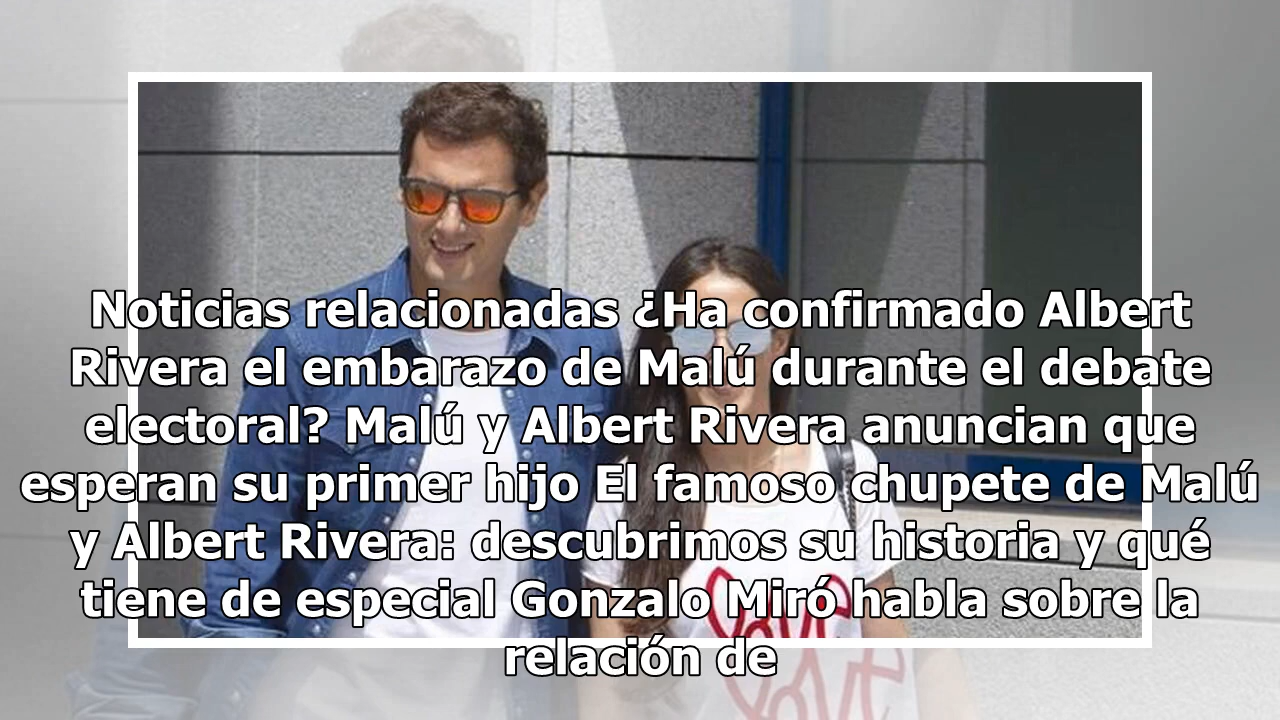 Noticias relacionadas ¿Ha confirmado Albert
Rivera el embarazo de Malú durante el debate
electoral? Malú y Albert Rivera anuncian que
esperan su primer hijo El famoso chupete de Malú
y Albert Rivera: descubrimos su historia y qué
tiene de especial Gonzalo Miró habla sobre la
relación de
love